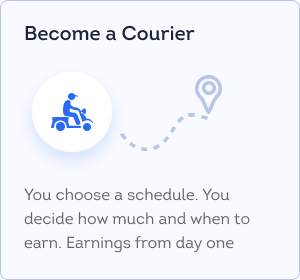 Become a Courier
You choose a schedule. You
decide how much and when to
earn. Earnings from day one